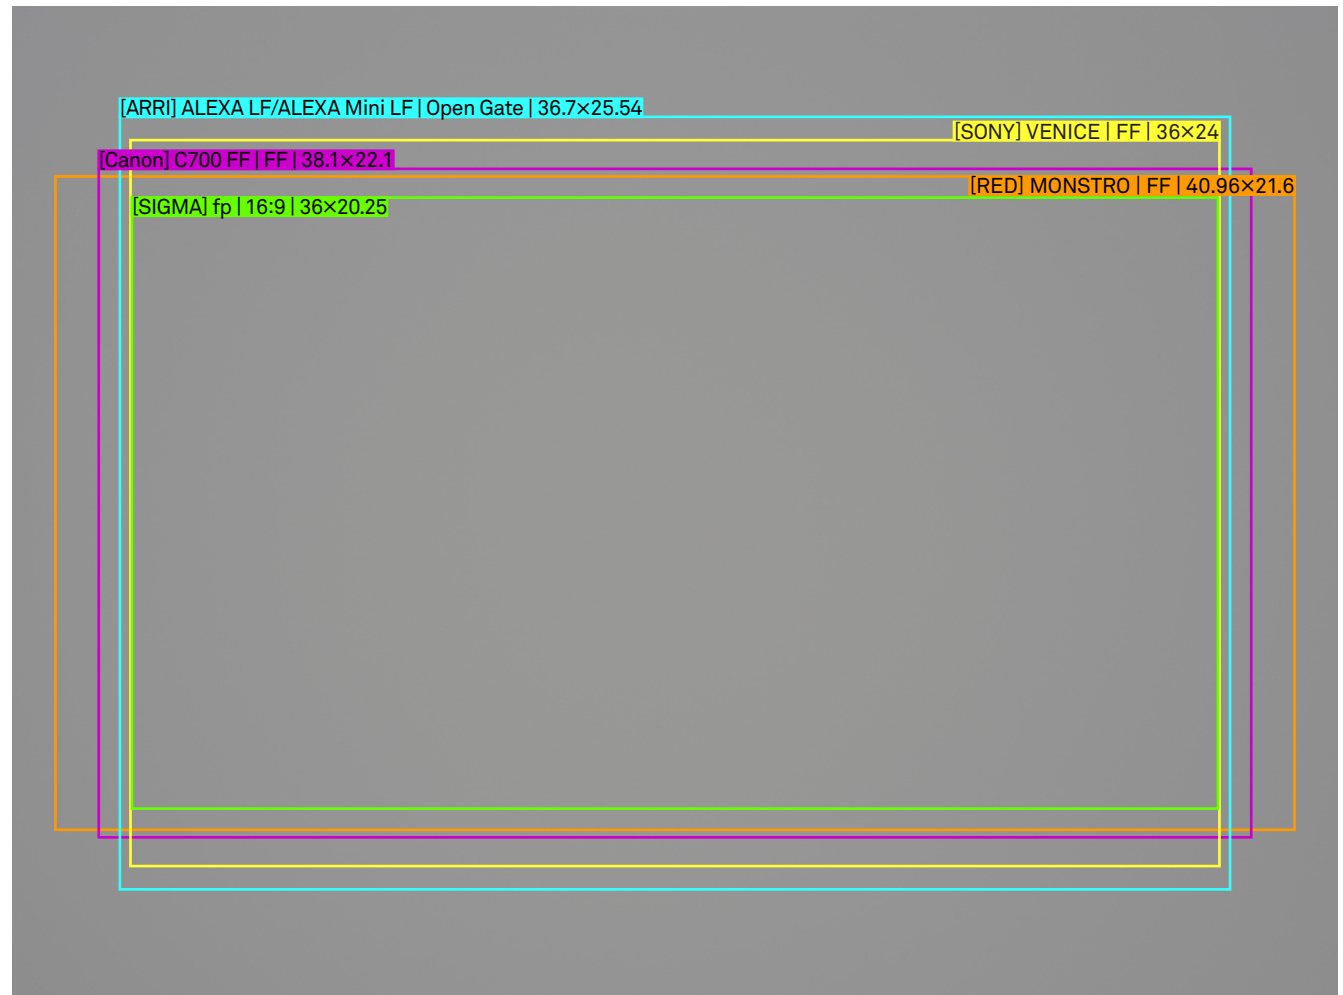 [ARRI] ALEXA LF/ALEXA Mini LF | Open Gate | 36.7×25.54
[SONY] VENICE | FF | 36×24
[Canon] C700 FF | FF | 38.1×22.1
[RED] MONSTRO | FF | 40.96×21.6
[SIGMA] fp | 16:9 | 36×20.25